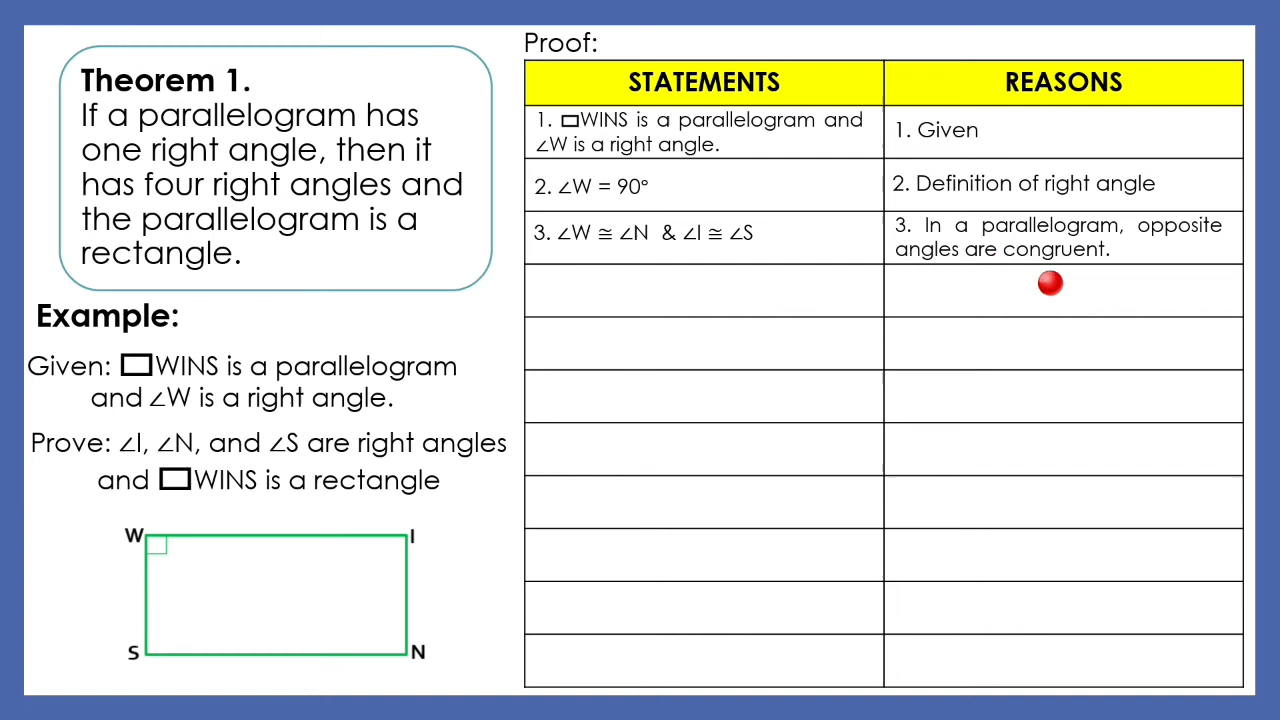 Theorem 1.
If a parallelogram has
one right angle, then it
has four right angles and
the parallelogram is a
rectangle.
Example:
Given: ▭WINS is a parallelogram
and ∠W is a right angle.
Prove: ∠I, ∠N, and ∠S are right angles
and ▭WINS is a rectangle
W
I
S
N
Proof:
STATEMENTS
REASONS
1. ▭WINS is a parallelogram and
∠W is a right angle.
1. Given
2. ∠W = 90°
2. Definition of right angle
3. ∠W ≅ ∠N & ∠I ≅ ∠S
3. In a parallelogram, opposite
angles are congruent.